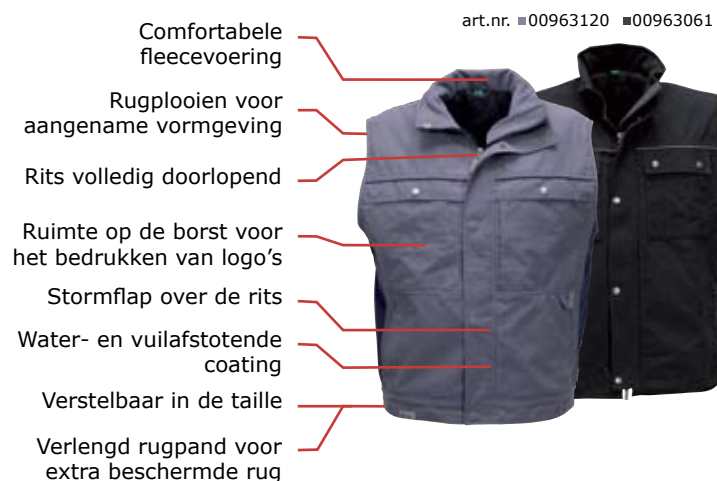 art.nr. 00963120 00963061
Comfortabele
fleecevoering
Rugplooien voor
aangename vormgeving
Rits volledig doorlopend
Ruimte op de borst voor
het bedrukken van logo’s
Stormflap over de rits
Water- en vuilafstotende
coating
Verstelbaar in de taille
Verlengd rugpand voor
extra beschermde rug